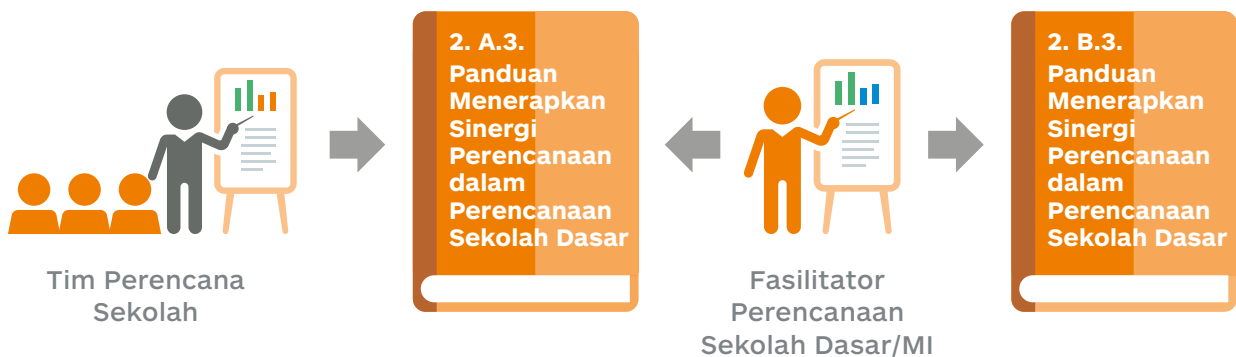 2. A.3.
Panduan
Menerapkan
Sinergi
Perencanaan
dalam
Perencanaan
Sekolah Dasar
2. B.3.
Panduan
Menerapkan
Sinergi
Perencanaan
dalam
Perencanaan
Sekolah Dasar
Tim Perencana
Sekolah
Fasilitator
Perencanaan
Sekolah Dasar/MI